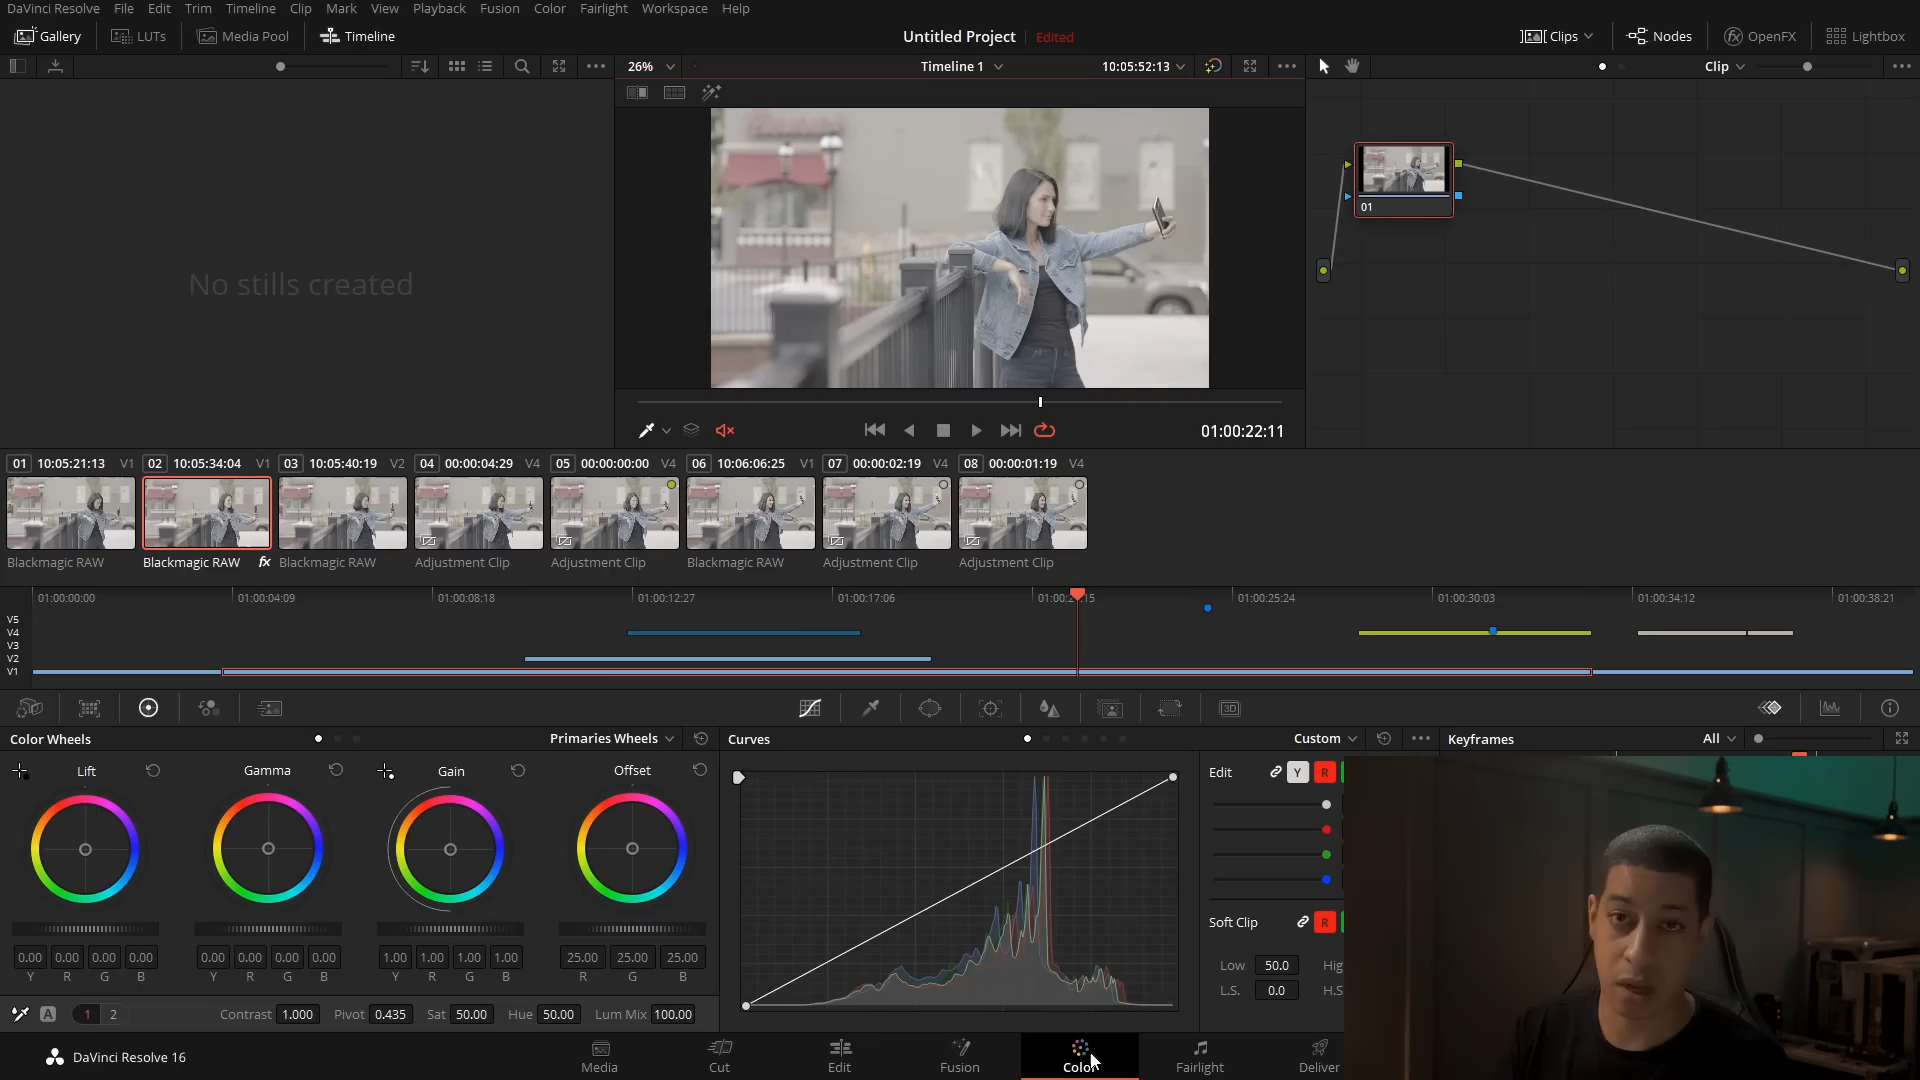 DaVinci Resolve File Edit Trim Timeline Clip Mark View Playback Fusion Color Fairlight Workspace Help
Gallery LUTs Media Pool Timeline Untitled Project Edited Clips Nodes OpenFX Lightbox
26% Timeline 1 10:05:52:13 Clip
No stills created
01
01:00:22:11
01 10:05:21:13 V1 02 10:05:34:04 V1 03 10:05:40:19 V2 04 00:00:04:29 V4 05 00:00:00:00 V4 06 10:06:06:25 V1 07 00:00:02:19 V4 08 00:00:01:19 V4
Blackmagic RAW Blackmagic RAW fx Blackmagic RAW Adjustment Clip Adjustment Clip Blackmagic RAW Adjustment Clip Adjustment Clip
01:00:00:00 01:00:04:09 01:00:08:18 01:00:12:27 01:00:17:06 01:00:25:24 01:00:30:03 01:00:34:12 01:00:38:21
V5
V4
V3
V2
V1
Color Wheels Primaries Wheels Curves Custom Keyframes All
Lift Gamma Gain Offset Edit Y R
0.00 0.00 0.00 0.00 0.00 0.00 0.00 0.00 1.00 1.00 1.00 1.00 25.00 25.00 25.00
Y R G B Y R G B Y R G B R G B
Soft Clip R
Low 50.0 Hig
L.S. 0.0 H.S
A 1 2 Contrast 1.000 Pivot 0.435 Sat 50.00 Hue 50.00 Lum Mix 100.00
DaVinci Resolve 16 Media Cut Edit Fusion Color Fairlight Deliver